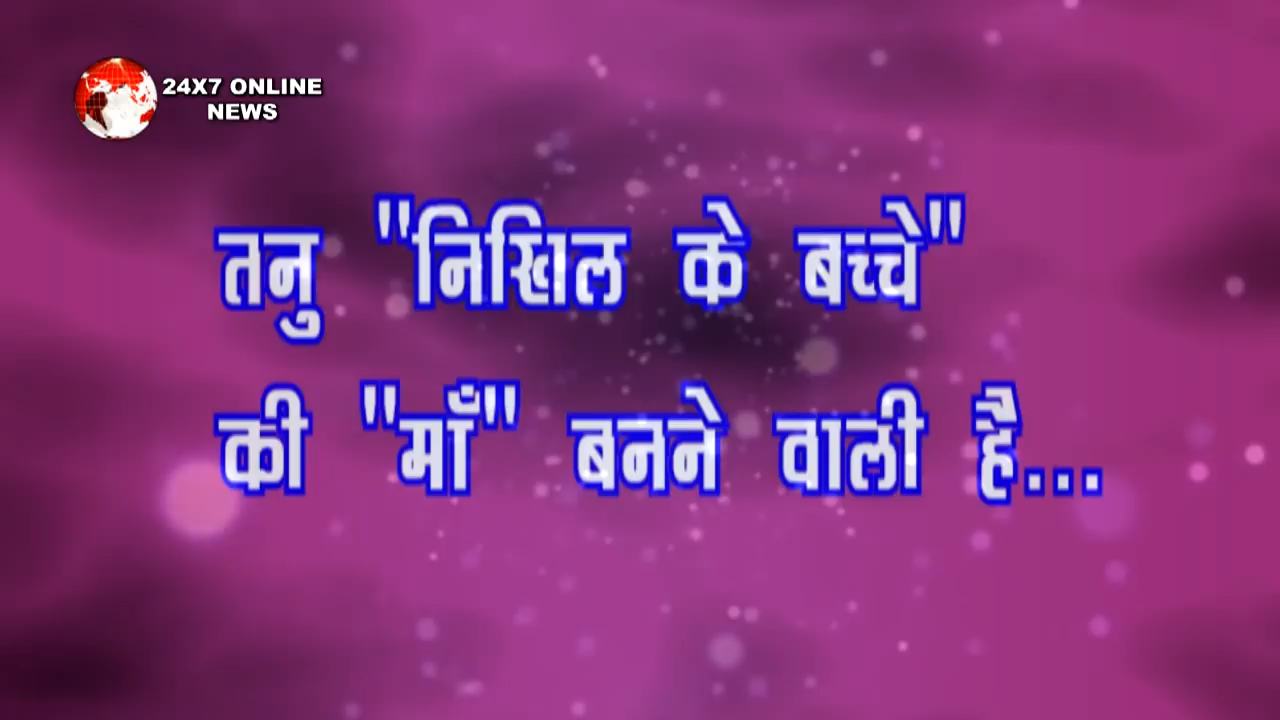 24X7 ONLINE
NEWS
तनु "निखिल के बच्चे"
की "माँ" बनने वाली है...